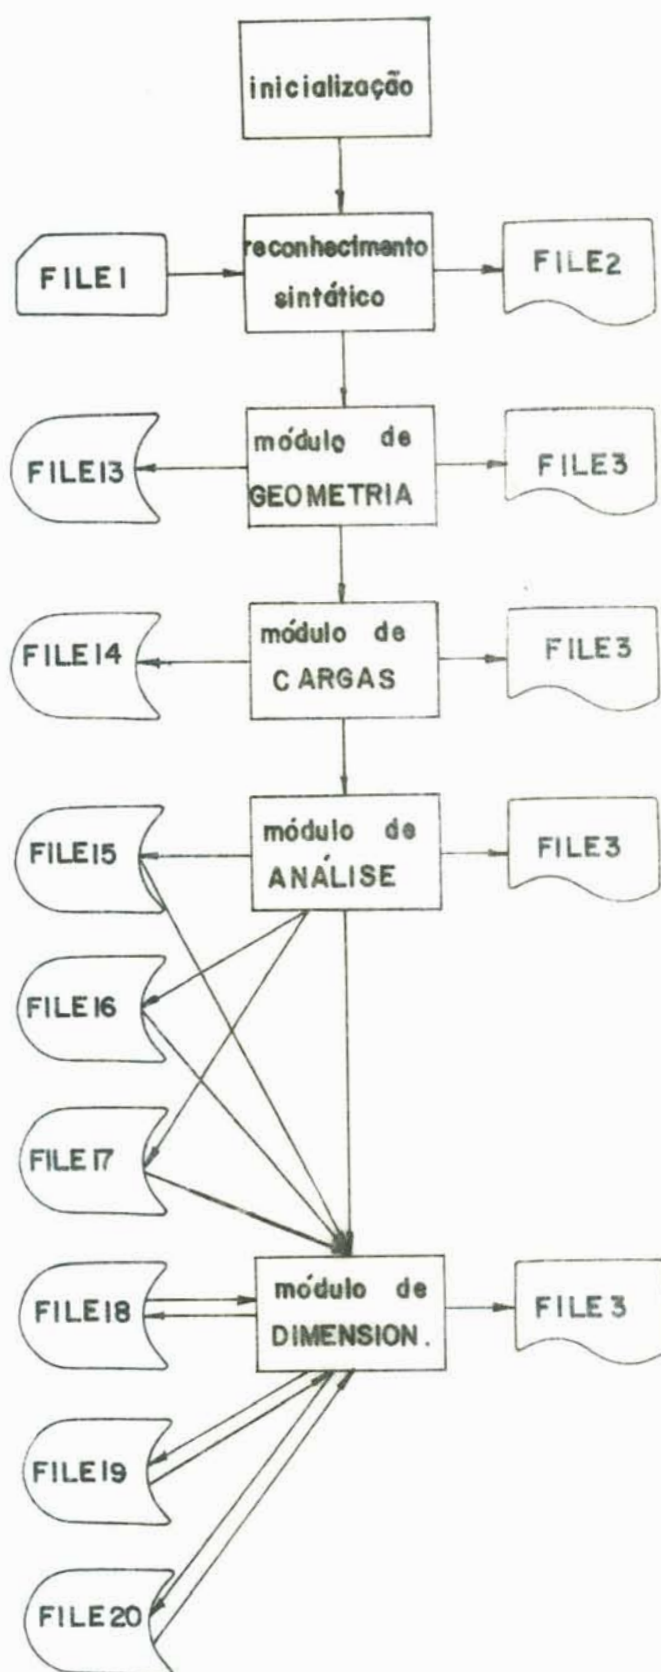 inicialização
FILE1
reconhecimento
sintático
FILE2
FILE13
módulo de
GEOMETRIA
FILE3
FILE14
módulo de
CARGAS
FILE3
FILE15
módulo de
ANÁLISE
FILE3
FILE16
FILE17
FILE18
módulo de
DIMENSION.
FILE3
FILE19
FILE20